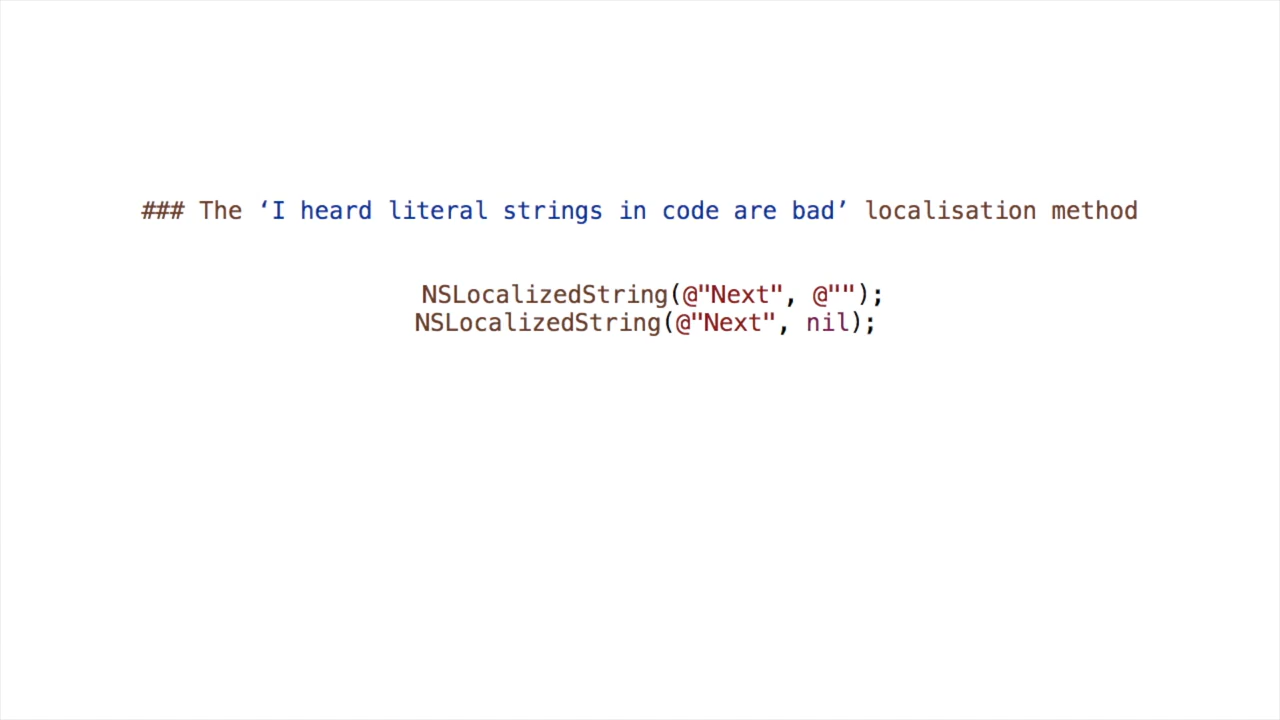 ### The ‘I heard literal strings in code are bad’ localisation method
NSLocalizedString(@"Next", @"");
NSLocalizedString(@"Next", nil);